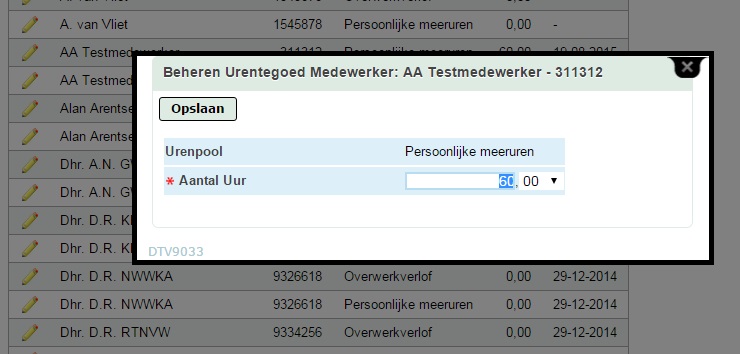 A. van Vliet 1545878 Persoonlijke meeruren 0,00 -
AA Testmedewerker 311312 Persoonlijke meeruren 60,00 19-08-2015
Beheren Urentegoed Medewerker: AA Testmedewerker - 311312
AA Testmed
Opslaan
Alan Arentse
Alan Arentse
Urenpool Persoonlijke meeruren
Dhr. A.N.
* Aantal Uur 60, 00
Dhr. A.N.
Dhr. D.R.
Dhr. D.R.
DTV9033
Dhr. D.R. NWWKA 9326618 Overwerkverlof 0,00 29-12-2014
Dhr. D.R. NWWKA 9326618 Persoonlijke meeruren 0,00 29-12-2014
Dhr. D.R. RTNVW 9334256 Overwerkverlof 0,00 29-12-2014